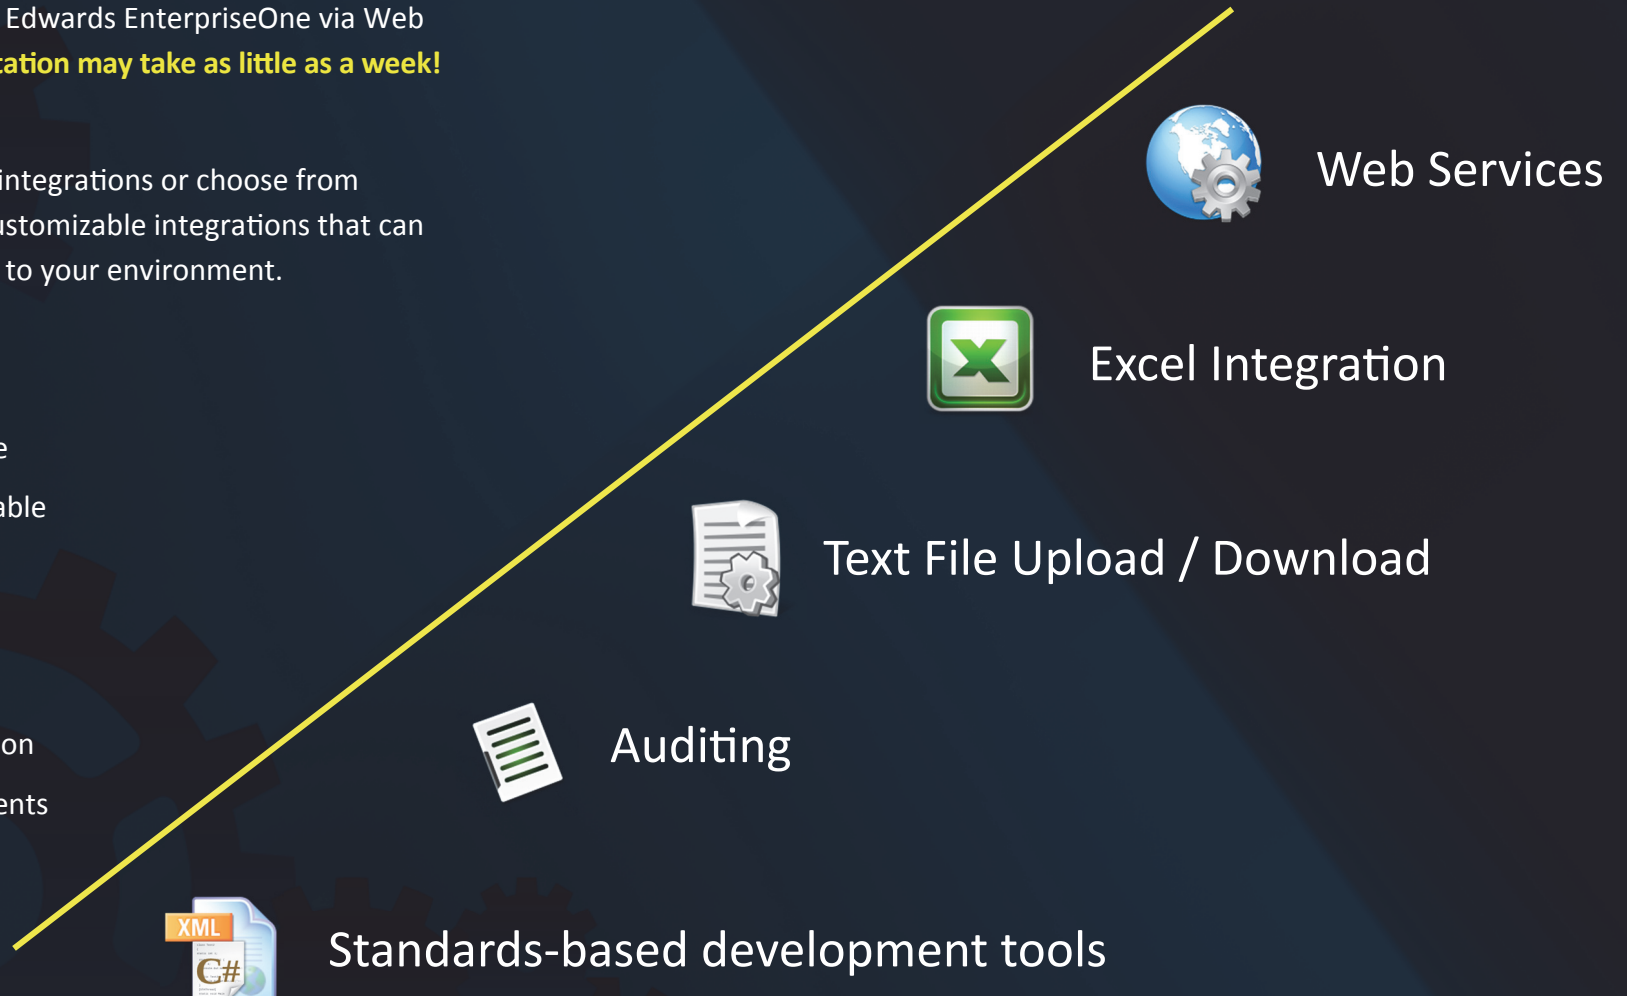 Edwards EnterpriseOne via Web
tation may take as little as a week!
integrations or choose from
ustomizable integrations that can
to your environment.
e
able
on
ents
Web Services
Excel Integration
Text File Upload / Download
Auditing
XML
C#
Standards-based development tools